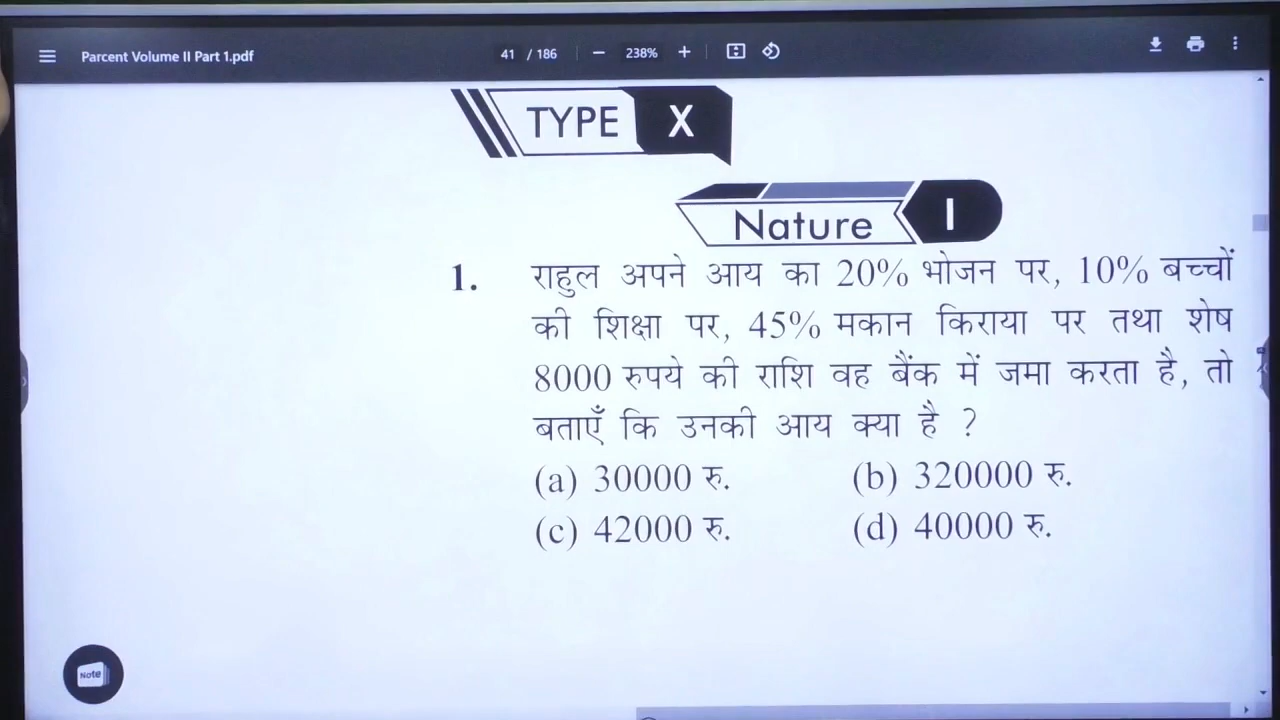 Parcent Volume II Part 1.pdf
41 / 186
238%
TYPE X
Nature I
1. राहुल अपने आय का 20% भोजन पर, 10% बच्चों
की शिक्षा पर, 45% मकान किराया पर तथा शेष
8000 रुपये की राशि वह बैंक में जमा करता है, तो
बताएँ कि उनकी आय क्या है ?
(a) 30000 रु. (b) 320000 रु.
(c) 42000 रु. (d) 40000 रु.
Note